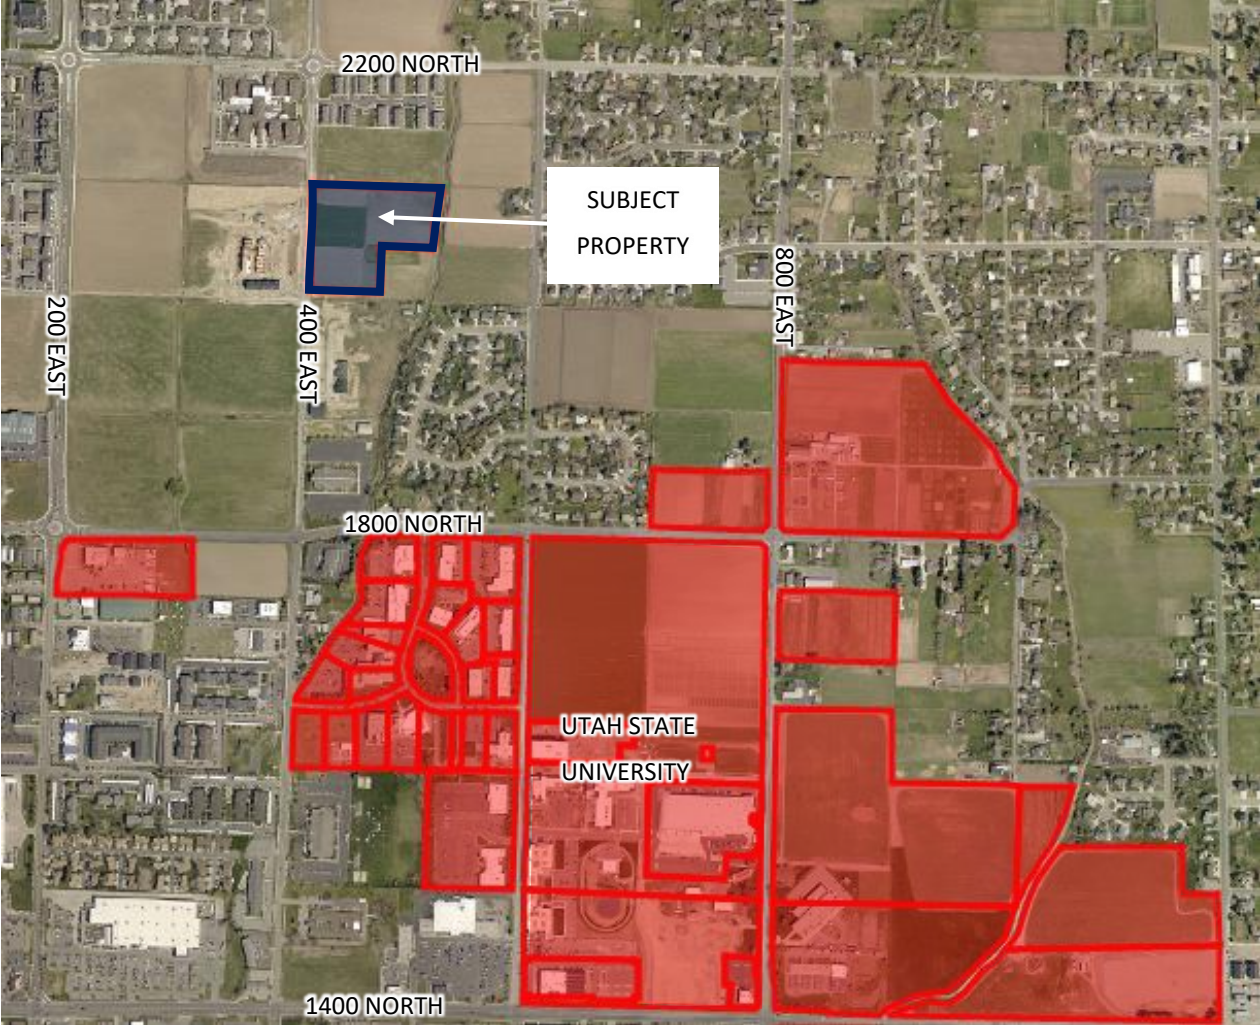 2200 NORTH
SUBJECT
PROPERTY
800 EAST
200 EAST
400 EAST
1800 NORTH
UTAH STATE
UNIVERSITY
1400 NORTH